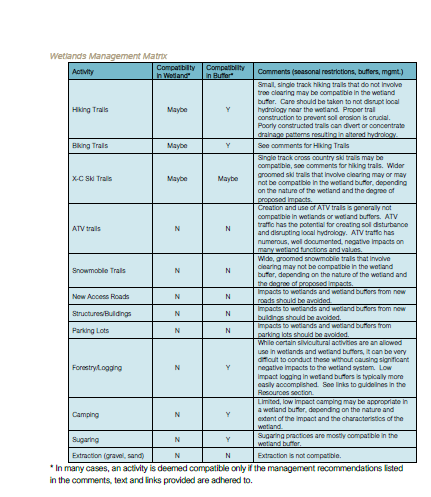 Wetlands Management Matrix
Activity
Compatibility
in Wetland*
Compatibility
in Buffer*
Comments (seasonal restrictions, buffers, mgmt.)
Hiking Trails
Maybe
Y
Small, single track hiking trails that do not involve
tree clearing may be compatible in the wetland
buffer. Care should be taken to not disrupt local
hydrology near the wetland. Proper trail
construction to prevent soil erosion is crucial.
Poorly constructed trails can divert or concentrate
drainage patterns resulting in altered hydrology.
Biking Trails
Maybe
Y
See comments for Hiking Trails
X-C Ski Trails
Maybe
Maybe
Single track cross country ski trails may be
compatible, see comments for hiking trails. Wider
groomed ski trails that involve clearing may or may
not be compatible in the wetland buffer, depending
on the nature of the wetland and the degree of
proposed impacts.
ATV trails
N
N
Creation and use of ATV trails is generally not
compatible in wetlands or wetland buffers. ATV
traffic has the potential for creating soil disturbance
and disrupting local hydrology. ATV traffic has
numerous, well documented, negative impacts on
many wetland functions and values.
Snowmobile Trails
N
N
Wide, groomed snowmobile trails that involve
clearing may not be compatible in the wetland
buffer, depending on the nature of the wetland and
the degree of proposed impacts.
New Access Roads
N
N
Impacts to wetlands and wetland buffers from new
roads should be avoided.
Structures/Buildings
N
N
Impacts to wetlands and wetland buffers from new
buildings should be avoided.
Parking Lots
N
N
Impacts to wetlands and wetland buffers from
parking lots should be avoided.
Forestry/Logging
N
Y
While certain silvicultural activities are an allowed
use in wetlands and wetland buffers, it can be very
difficult to conduct these without causing significant
negative impacts to the wetland system. Low
impact logging in wetland buffers is typically more
easily accomplished. See links to guidelines in the
Resources section.
Camping
N
Y
Limited, low impact camping may be appropriate in
a wetland buffer, depending on the nature and
extent of the impact and the characteristics of the
wetland.
Sugaring
N
Y
Sugaring practices are mostly compatible in the
wetland buffer.
Extraction (gravel, sand)
N
N
Extraction is not compatible.
* In many cases, an activity is deemed compatible only if the management recommendations listed
in the comments, text and links provided are adhered to.